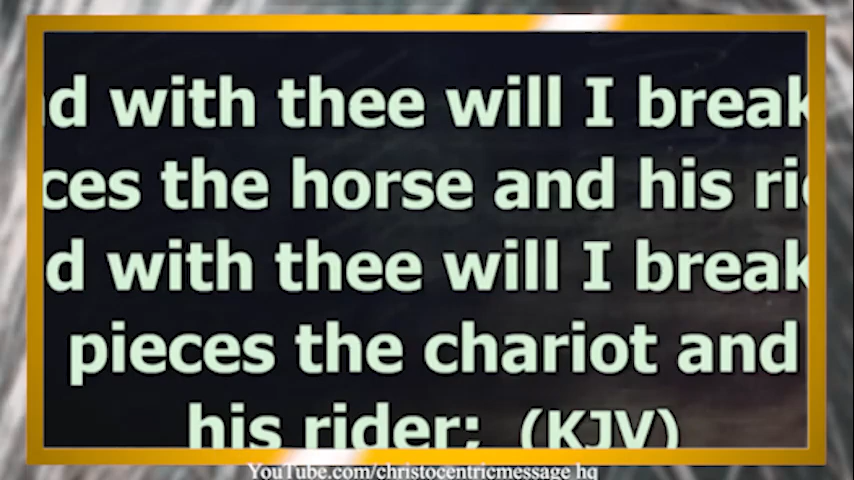 d with thee will I break
ces the horse and his ri
d with thee will I break
pieces the chariot and
his rider; (KJV)
YouTube.com/christocentricmessage hq